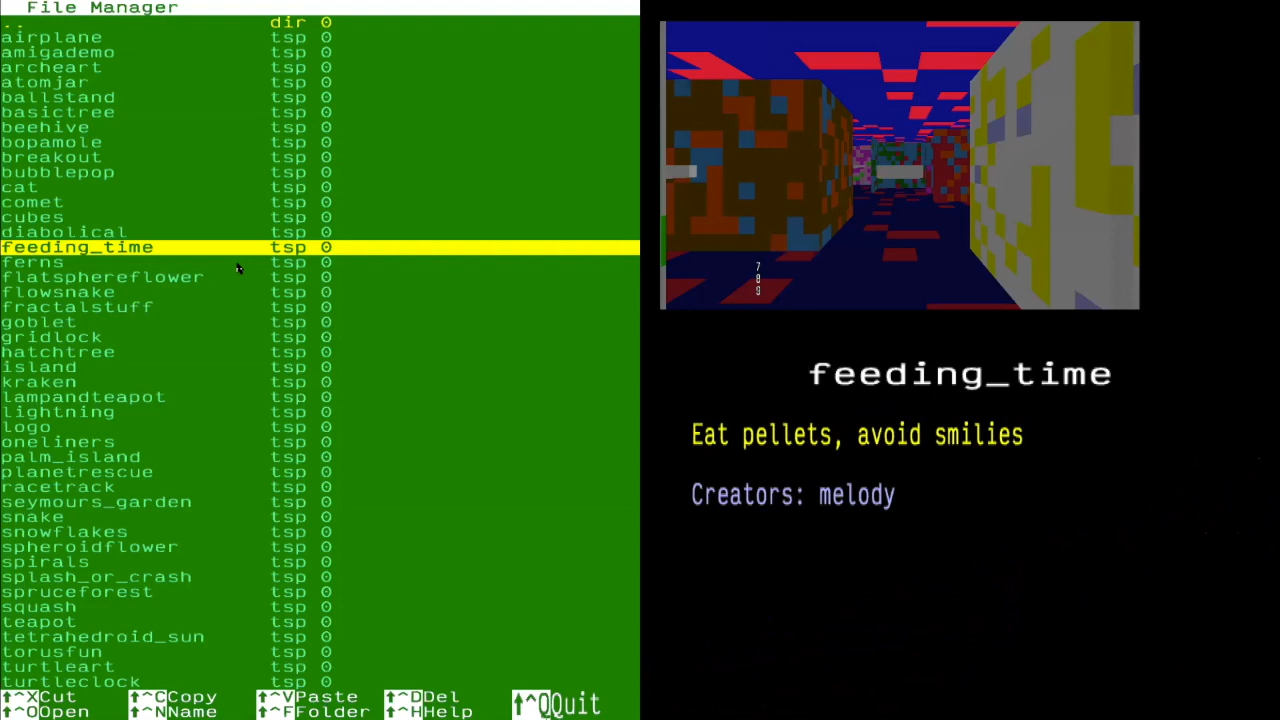 File Manager
.. dir 0
airplane tsp 0
amigademo tsp 0
archeart tsp 0
atomjar tsp 0
ballstand tsp 0
basictree tsp 0
beehive tsp 0
bopamole tsp 0
breakout tsp 0
bubblepop tsp 0
cat tsp 0
comet tsp 0
cubes tsp 0
diabolical tsp 0
feeding_time tsp 0
ferns tsp 0
flatsphereflower tsp 0
flowsnake tsp 0
fractalstuff tsp 0
goblet tsp 0
gridlock tsp 0
hatchtree tsp 0
island tsp 0
kraken tsp 0
lampandteapot tsp 0
lightning tsp 0
logo tsp 0
oneliners tsp 0
palm_island tsp 0
planetrescue tsp 0
racetrack tsp 0
seymours_garden tsp 0
snake tsp 0
snowflakes tsp 0
spheroidflower tsp 0
spirals tsp 0
splash_or_crash tsp 0
spruceforest tsp 0
squash tsp 0
teapot tsp 0
tetrahedroid_sun tsp 0
torusfun tsp 0
turtleart tsp 0
turtleclock tsp 0
↑^XCut ↑^CCopy ↑^VPaste ↑^DDel ↑^QQuit
↑^OOpen ↑^NName ↑^FFolder ↑^HHelp
7
8
9
feeding_time
Eat pellets, avoid smilies
Creators: melody